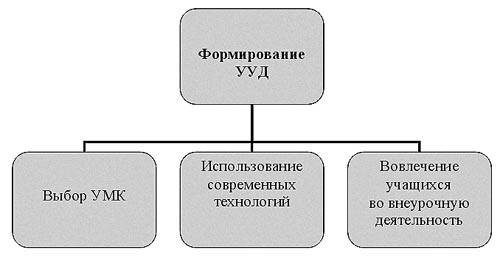 Формирование
УУД
Выбор УМК
Использование
современных
технологий
Вовлечение
учащихся
во внеурочную
деятельность